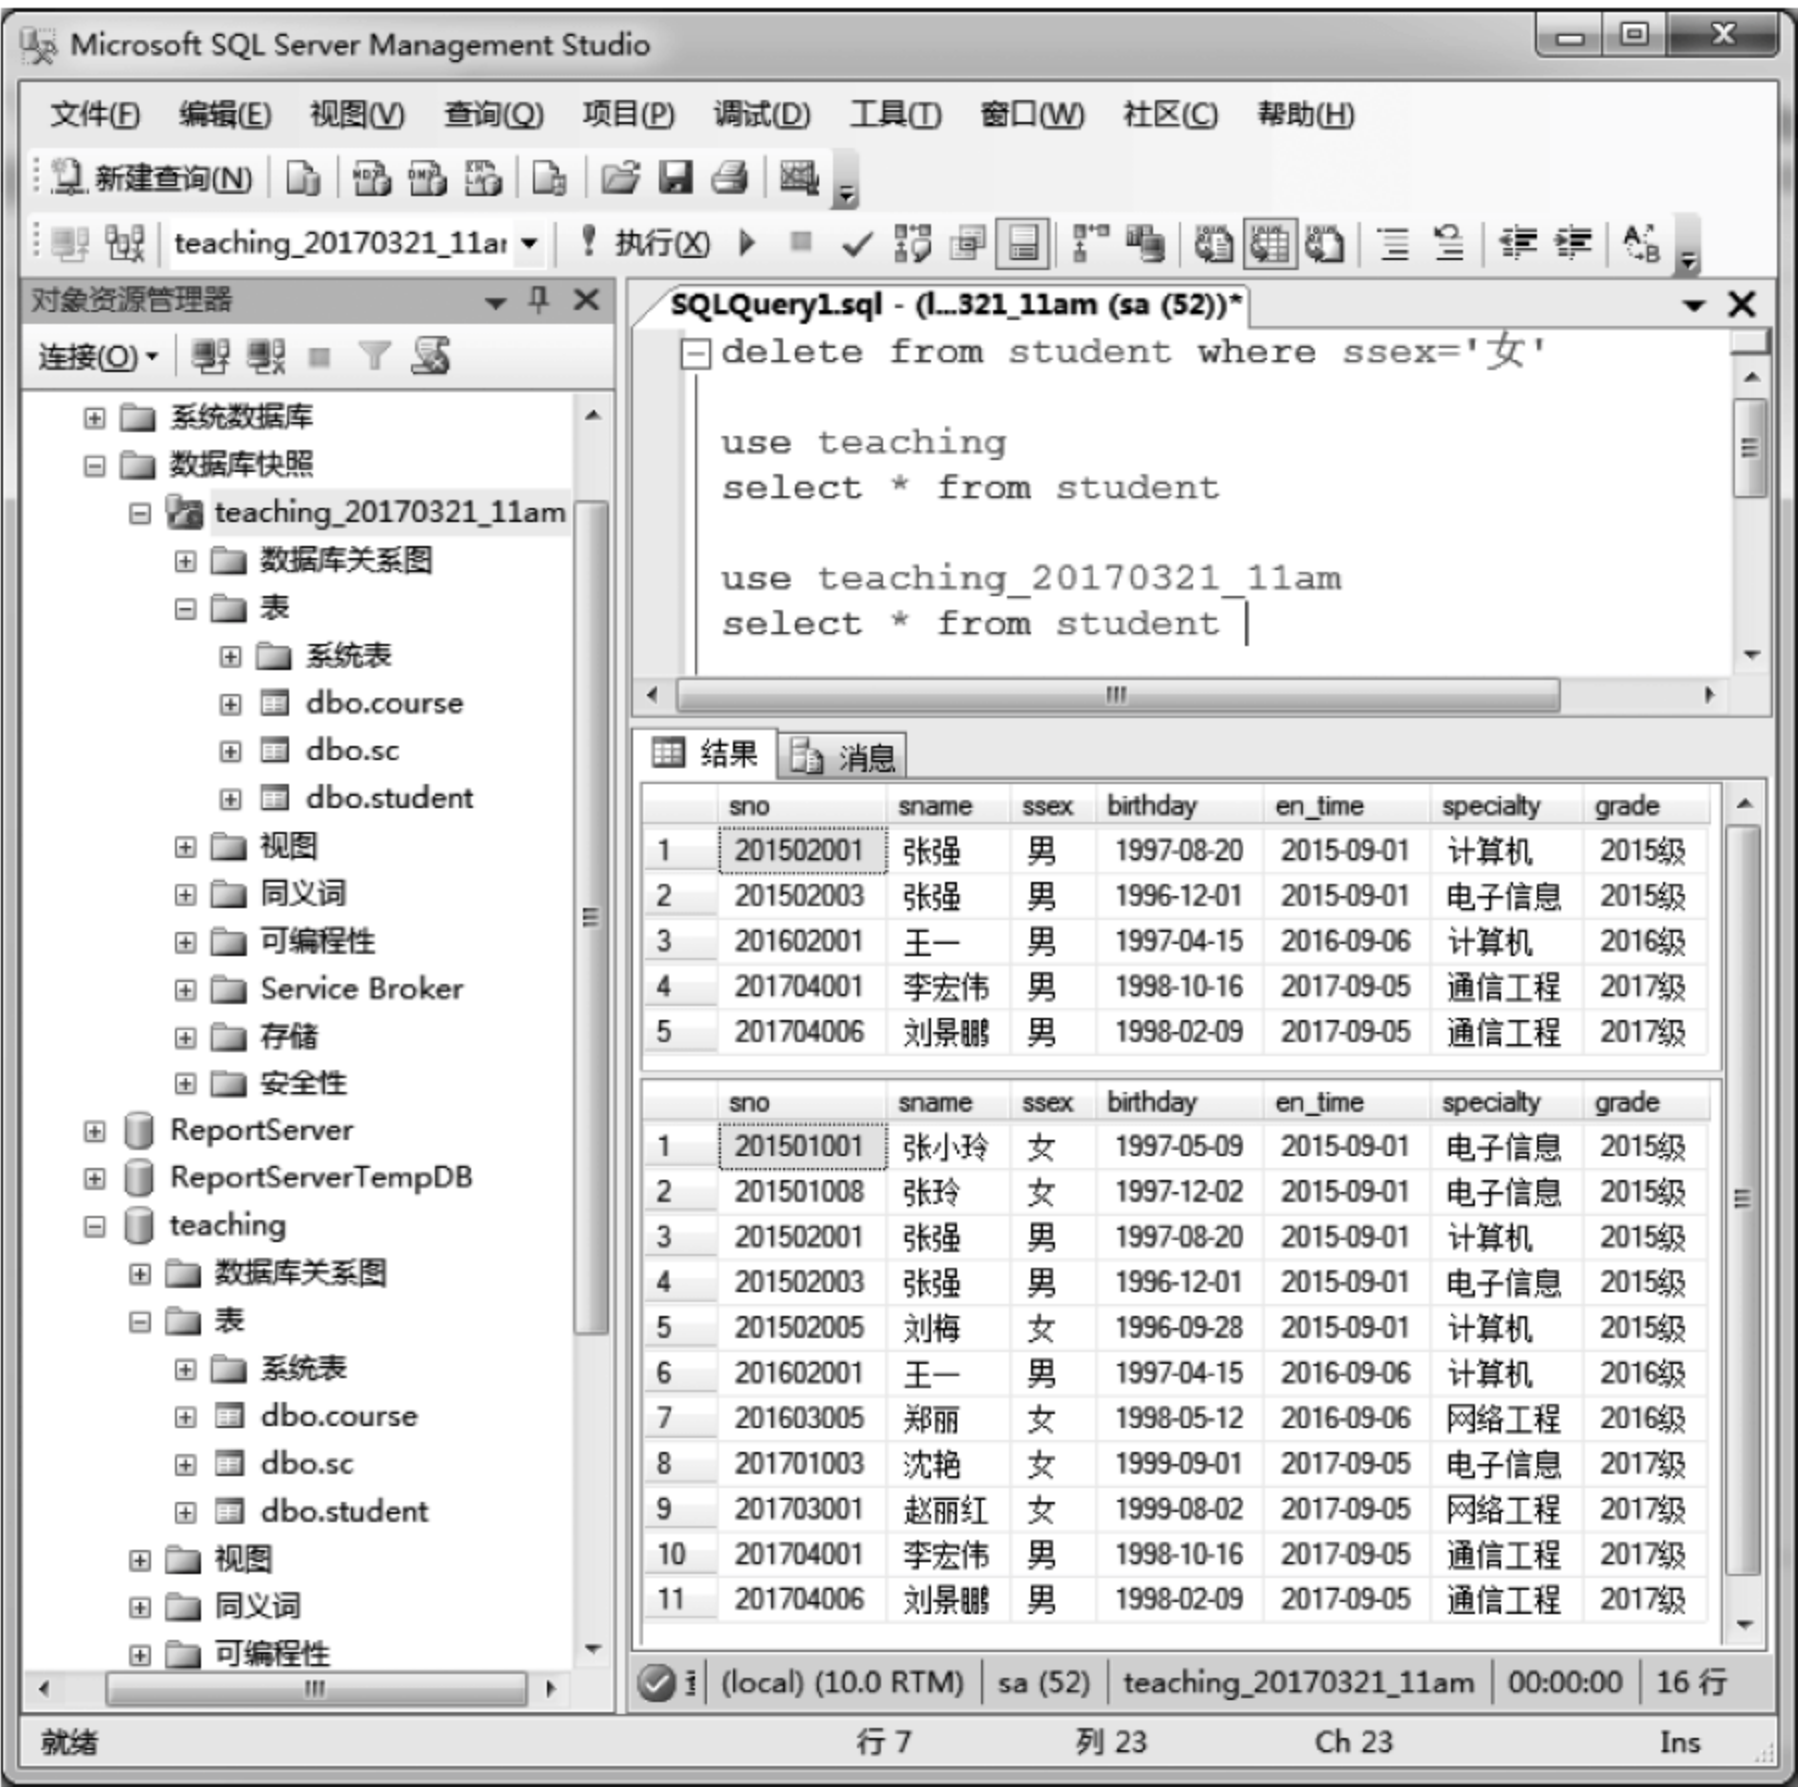 Microsoft SQL Server Management Studio
文件(F) 编辑(E) 视图(V) 查询(Q) 项目(P) 调试(D) 工具(T) 窗口(W) 社区(C) 帮助(H)
新建查询(N)
teaching_20170321_11ar 执行(X)
对象资源管理器
连接(O)
系统数据库
数据库快照
teaching_20170321_11am
数据库关系图
表
系统表
dbo.course
dbo.sc
dbo.student
视图
同义词
可编程性
Service Broker
存储
安全性
ReportServer
ReportServerTempDB
teaching
数据库关系图
表
系统表
dbo.course
dbo.sc
dbo.student
视图
同义词
可编程性
SQLQuery1.sql - (l...321_11am (sa (52))*
delete from student where ssex='女'
use teaching
select * from student
use teaching_20170321_11am
select * from student
结果 消息
sno sname ssex birthday en_time specialty grade
1 201502001 张强 男 1997-08-20 2015-09-01 计算机 2015级
2 201502003 张强 男 1996-12-01 2015-09-01 电子信息 2015级
3 201602001 王一 男 1997-04-15 2016-09-06 计算机 2016级
4 201704001 李宏伟 男 1998-10-16 2017-09-05 通信工程 2017级
5 201704006 刘景鹏 男 1998-02-09 2017-09-05 通信工程 2017级
sno sname ssex birthday en_time specialty grade
1 201501001 张小玲 女 1997-05-09 2015-09-01 电子信息 2015级
2 201501008 张玲 女 1997-12-02 2015-09-01 电子信息 2015级
3 201502001 张强 男 1997-08-20 2015-09-01 计算机 2015级
4 201502003 张强 男 1996-12-01 2015-09-01 电子信息 2015级
5 201502005 刘梅 女 1996-09-28 2015-09-01 计算机 2015级
6 201602001 王一 男 1997-04-15 2016-09-06 计算机 2016级
7 201603005 郑丽 女 1998-05-12 2016-09-06 网络工程 2016级
8 201701003 沈艳 女 1999-09-01 2017-09-05 电子信息 2017级
9 201703001 赵丽红 女 1999-08-02 2017-09-05 网络工程 2017级
10 201704001 李宏伟 男 1998-10-16 2017-09-05 通信工程 2017级
11 201704006 刘景鹏 男 1998-02-09 2017-09-05 通信工程 2017级
(local) (10.0 RTM) sa (52) teaching_20170321_11am 00:00:00 16 行
就绪 行 7 列 23 Ch 23 Ins